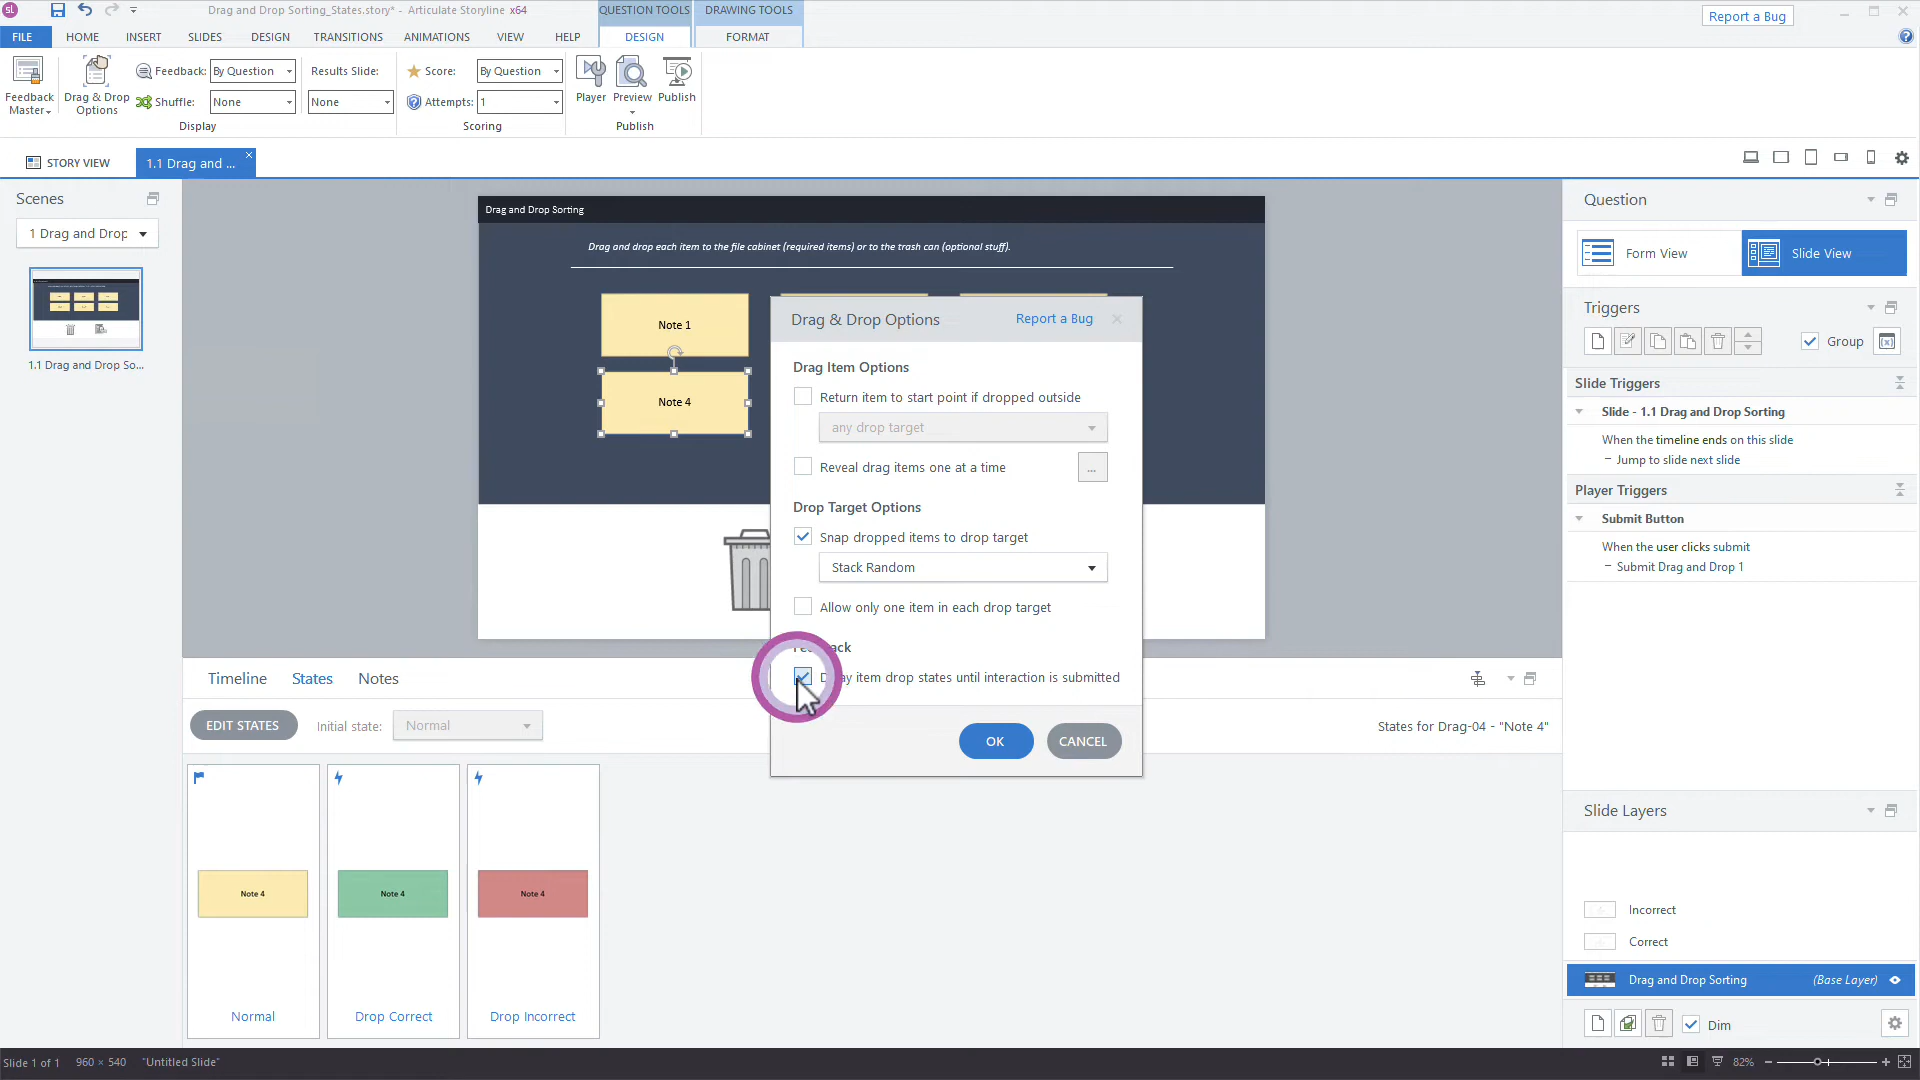 Drag and Drop Sorting_States.story* - Articulate Storyline x64
QUESTION TOOLS
DRAWING TOOLS
Report a Bug
FILE
HOME
INSERT
SLIDES
DESIGN
TRANSITIONS
ANIMATIONS
VIEW
HELP
DESIGN
FORMAT
Feedback
Master
Drag & Drop
Options
Feedback:
By Question
Shuffle:
None
Display
Results Slide:
None
Score:
By Question
Attempts:
1
Scoring
Player
Preview
Publish
Publish
STORY VIEW
1.1 Drag and ...
Scenes
1 Drag and Drop
1.1 Drag and Drop So...
Drag and Drop Sorting
Drag and drop each item to the file cabinet (required items) or to the trash can (optional stuff).
Note 1
Note 4
Drag & Drop Options
Report a Bug
Drag Item Options
Return item to start point if dropped outside
any drop target
Reveal drag items one at a time
...
Drop Target Options
Snap dropped items to drop target
Stack Random
Allow only one item in each drop target
item drop states until interaction is submitted
OK
CANCEL
Timeline
States
Notes
EDIT STATES
Initial state:
Normal
States for Drag-04 - "Note 4"
Note 4
Note 4
Note 4
Normal
Drop Correct
Drop Incorrect
Question
Form View
Slide View
Triggers
Group
Slide Triggers
Slide - 1.1 Drag and Drop Sorting
When the timeline ends on this slide
– Jump to slide next slide
Player Triggers
Submit Button
When the user clicks submit
– Submit Drag and Drop 1
Slide Layers
Incorrect
Correct
Drag and Drop Sorting (Base Layer)
Dim
Slide 1 of 1
960 × 540
"Untitled Slide"
82%